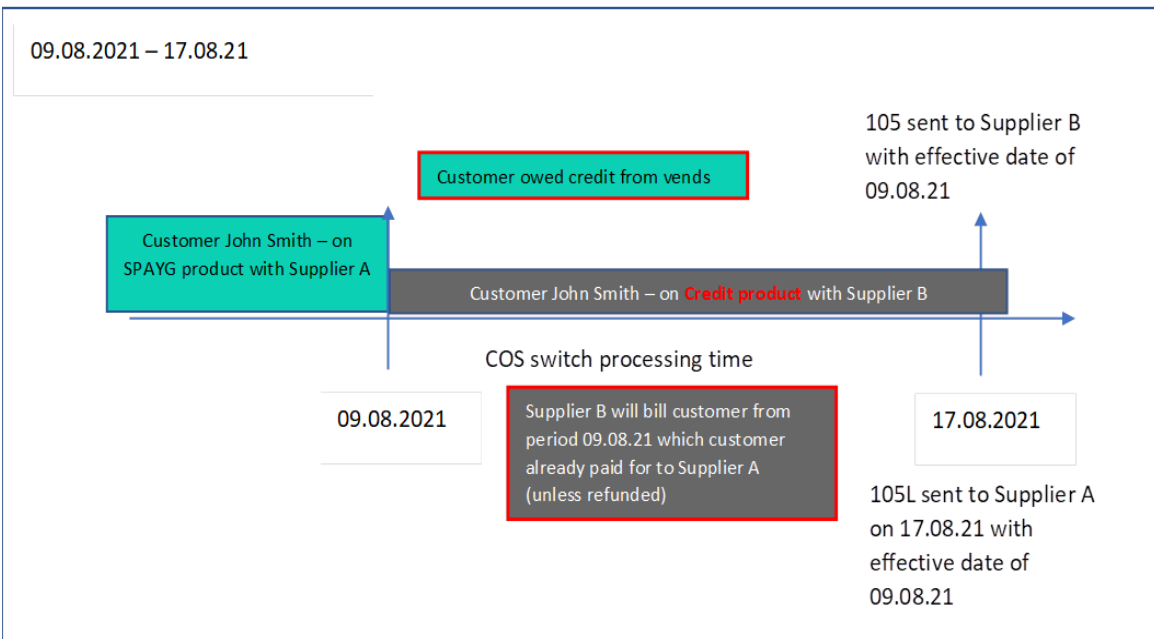 09.08.2021 – 17.08.21
105 sent to Supplier B
with effective date of
09.08.21
Customer owed credit from vends
Customer John Smith – on
SPAYG product with Supplier A
Customer John Smith – on Credit product with Supplier B
COS switch processing time
09.08.2021
Supplier B will bill customer from
period 09.08.21 which customer
already paid for to Supplier A
(unless refunded)
17.08.2021
105L sent to Supplier A
on 17.08.21 with
effective date of
09.08.21